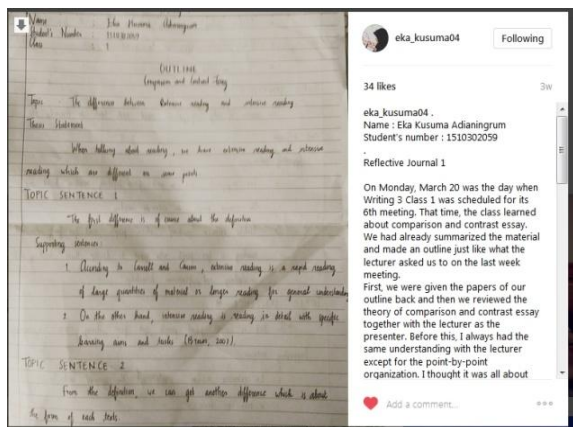 Name : Eka Kusuma Adianingrum
Student's Number : 1510302059
Class : 1
OUTLINE
Comparison and Contrast Essay
Topic : The difference between Extensive reading and intensive reading
Thesis Statement
When talking about reading, we have extensive reading and intensive
reading which are different on some points
TOPIC SENTENCE 1
The first difference is of course about the definition
Supporting sentences
1. According to and , extensive reading is a rapid reading
of large quantities of material or longer reading for general understanding
2. On the other hand, intensive reading is reading in detail with specific
learning aims and tasks (Brown, 2001).
TOPIC SENTENCE 2
From the definition, we can get another difference which is about
the form of each texts.
eka_kusuma04
Following
34 likes
3w
eka_kusuma04 .
Name : Eka Kusuma Adianingrum
Student's number : 1510302059
.
Reflective Journal 1
On Monday, March 20 was the day when
Writing 3 Class 1 was scheduled for its
6th meeting. That time, the class learned
about comparison and contrast essay.
We had already summarized the material
and made an outline just like what the
lecturer asked us to on the last week
meeting.
First, we were given the papers of our
outline back and then we reviewed the
theory of comparison and contrast essay
together with the lecturer as the
presenter. Before this, I always had the
same understanding with the lecturer
except for the point-by-point
organization. I thought it was all about
Add a comment...